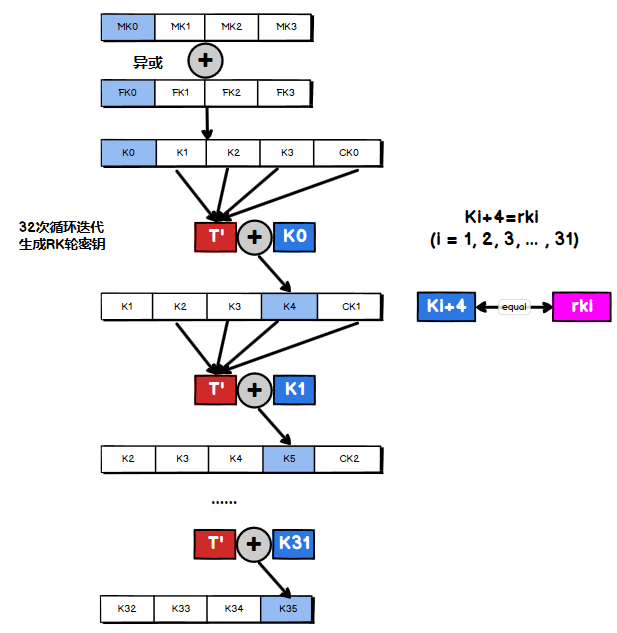 MK0 MK1 MK2 MK3
异或 +
FK0 FK1 FK2 FK3
K0 K1 K2 K3 CK0
32次循环迭代
生成RK轮密钥
T' + K0
Ki+4=rki
(i = 1, 2, 3, ... , 31)
K1 K2 K3 K4 CK1
Ki+4 equal rki
T' + K1
K2 K3 K4 K5 CK2
......
T' + K31
K32 K33 K34 K35